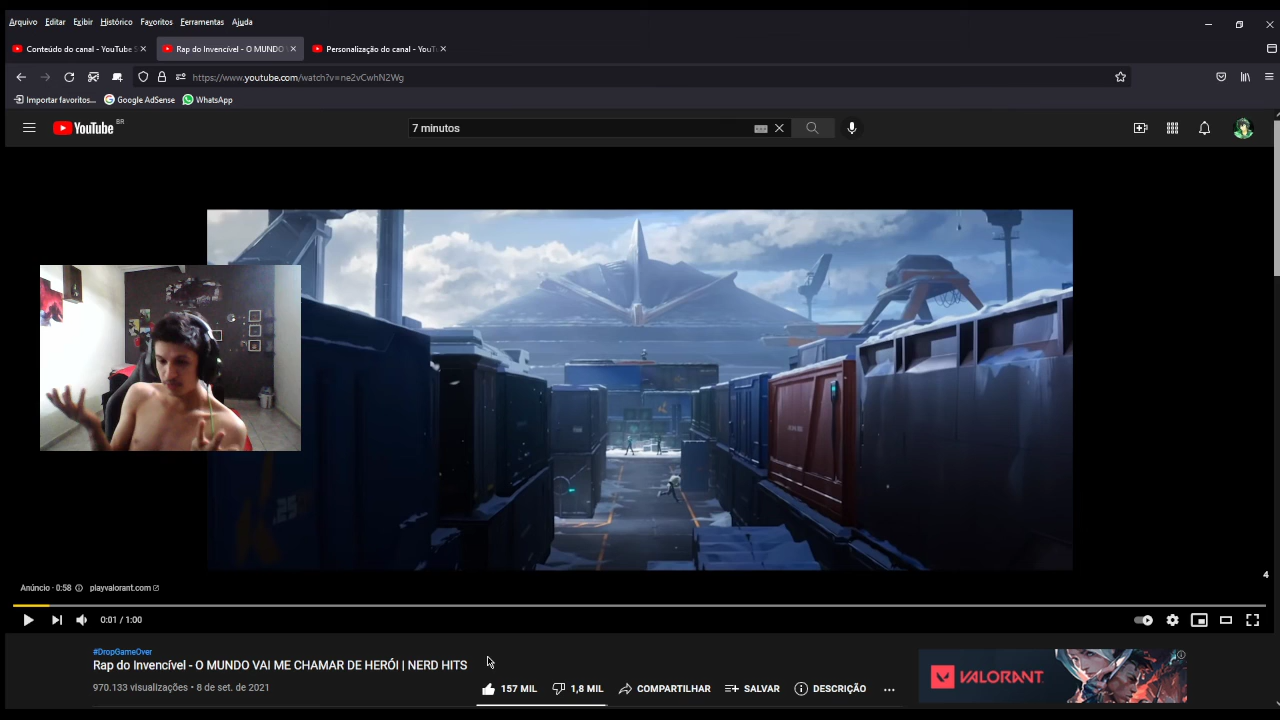 Arquivo Editar Exibir Histórico Favoritos Ferramentas Ajuda
Conteúdo do canal - YouTube S
Rap do Invencível - O MUNDO
Personalização do canal - YouT
https://www.youtube.com/watch?v=ne2vCwhN2Wg
Importar favoritos... Google AdSense WhatsApp
YouTube BR
7 minutos
Anúncio · 0:58 playvalorant.com
4
0:01 / 1:00
#DropGameOver
Rap do Invencível - O MUNDO VAI ME CHAMAR DE HERÓI | NERD HITS
970.133 visualizações • 8 de set. de 2021
157 MIL 1,8 MIL COMPARTILHAR SALVAR DESCRIÇÃO
VALORANT